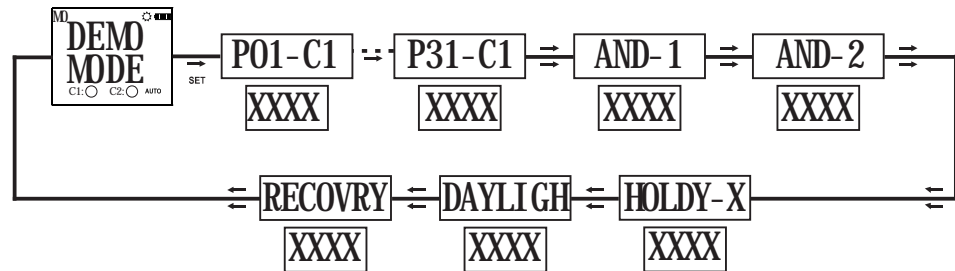 MO
DEMO
MODE
C1: C2: AUTO
SET
P01-C1
XXXX
P31-C1
XXXX
AND-1
XXXX
AND-2
XXXX
HOLDY-X
XXXX
DAYLIGH
XXXX
RECOVRY
XXXX